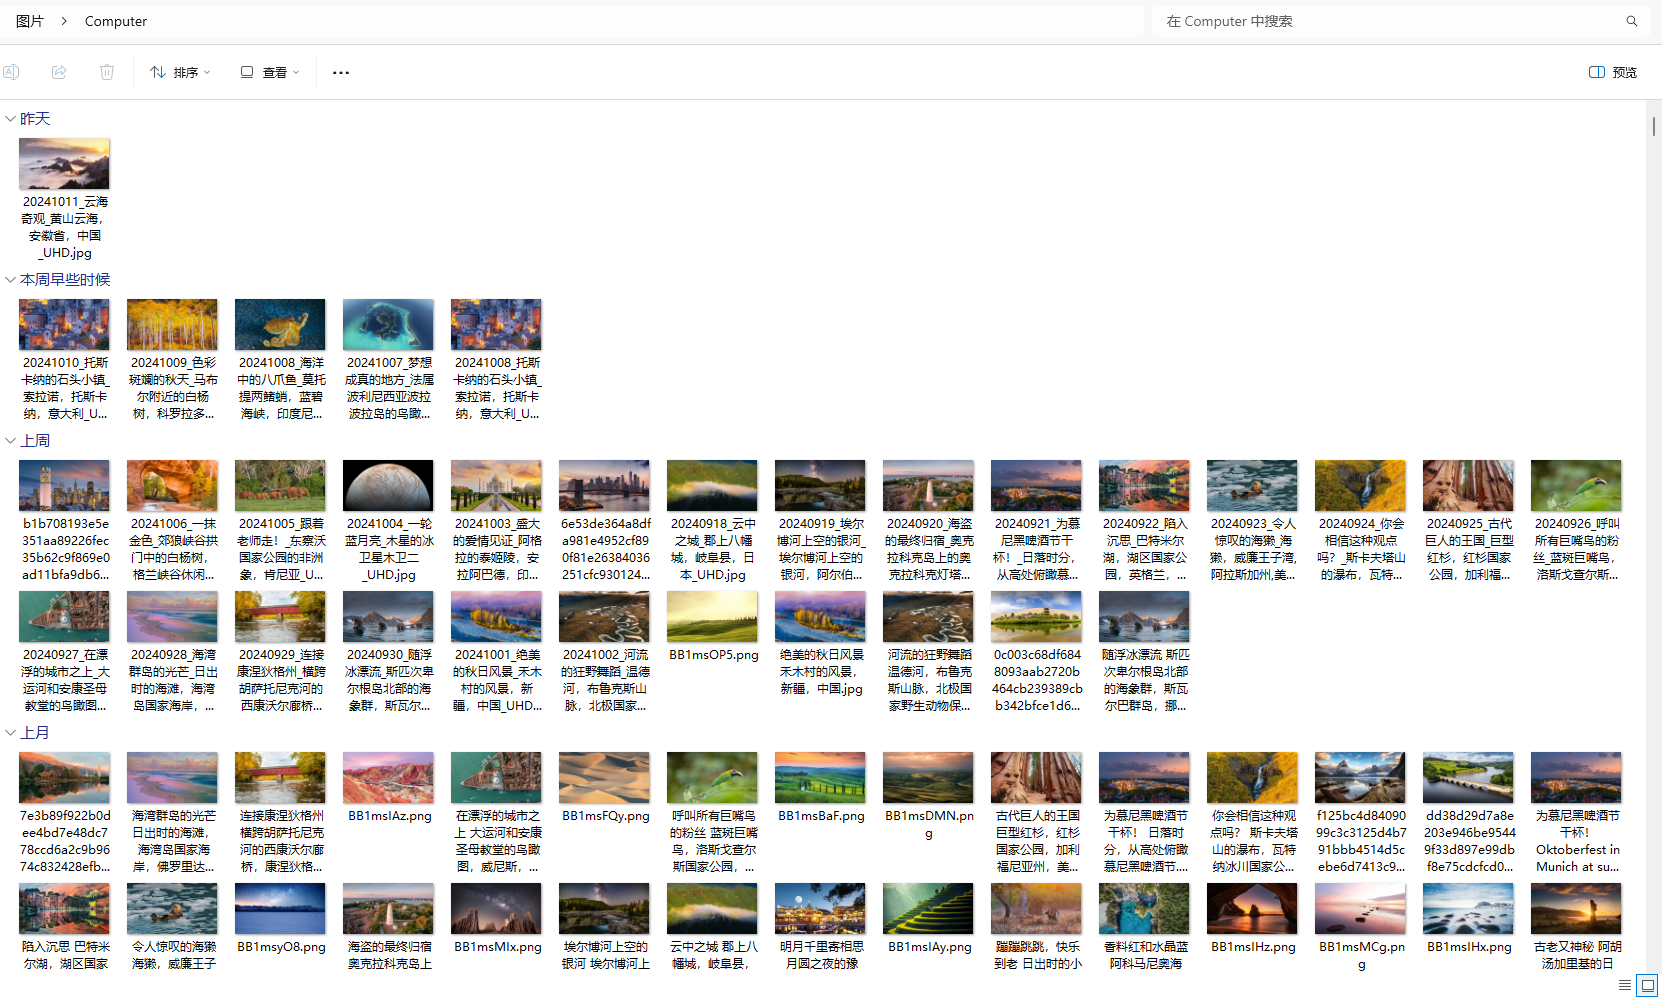 图片 > Computer
在 Computer 中搜索
排序
查看
预览
昨天
20241011_云海
奇观_黄山云海，
安徽省，中国
_UHD.jpg
本周早些时候
20241010_托斯
卡纳的石头小镇_
索拉诺，托斯卡
纳，意大利_U...
20241009_色彩
斑斓的秋天_马布
尔附近的白杨
树，科罗拉多...
20241008_海洋
中的八爪鱼_莫托
提两鳍蛸，蓝碧
海峡，印度尼...
20241007_梦想
成真的地方_法属
波利尼西亚波拉
波拉岛的鸟瞰...
20241008_托斯
卡纳的石头小镇_
索拉诺，托斯卡
纳，意大利_U...
上周
b1b708193e5e
351aa89226fec
35b62c9f869e0
ad11bfa9db6...
20241006_一抹
金色_郊狼峡谷拱
门中的白杨树，
格兰峡谷休闲...
20241005_跟着
老师走！_东察沃
国家公园的非洲
象，肯尼亚_U...
20241004_一轮
蓝月亮_木星的冰
卫星木卫二
_UHD.jpg
20241003_盛大
的爱情见证_阿格
拉的泰姬陵，安
拉阿巴德，印...
6e53de364a8df
a981e4952cf89
0f81e26384036
251cfc930124...
20240918_云中
之城_郡上八幡
城，岐阜县，日
本_UHD.jpg
20240919_埃尔
博河上空的银河_
埃尔博河上空的
银河，阿尔伯...
20240920_海盗
的最终归宿_奥克
拉科克岛上的奥
克拉科克灯塔...
20240921_为慕
尼黑啤酒节干
杯！_日落时分，
从高处俯瞰慕...
20240922_陷入
沉思_巴特米尔
湖，湖区国家公
园，英格兰，...
20240923_令人
惊叹的海獭_海
獭，威廉王子湾,
阿拉斯加州,美...
20240924_你会
相信这种观点
吗？_斯卡夫塔山
的瀑布，瓦特...
20240925_古代
巨人的王国_巨型
红杉，红杉国家
公园，加利福...
20240926_呼叫
所有巨嘴鸟的粉
丝_蓝斑巨嘴鸟，
洛斯戈查尔斯...
20240927_在漂
浮的城市之上_大
运河和安康圣母
教堂的鸟瞰图...
20240928_海湾
群岛的光芒_日出
时的海滩，海湾
岛国家海岸，...
20240929_连接
康涅狄格州_横跨
胡萨托尼克河的
西康沃尔廊桥...
20240930_随浮
冰漂流_斯匹次卑
尔根岛北部的海
象群，斯瓦尔...
20241001_绝美
的秋日风景_禾木
村的风景，新
疆，中国_UHD...
20241002_河流
的狂野舞蹈_温德
河，布鲁克斯山
脉，北极国家...
BB1msOP5.png
绝美的秋日风景
禾木村的风景，
新疆，中国.jpg
河流的狂野舞蹈
温德河，布鲁克
斯山脉，北极国
家野生动物保...
0c003c68df684
8093aab2720b
464cb239389cb
b342bfce1d6...
随浮冰漂流 斯匹
次卑尔根岛北部
的海象群，斯瓦
尔巴群岛，挪...
上月
7e3b89f922b0d
ee4bd7e48dc7
78ccd6a2c9b96
74c832428efb...
海湾群岛的光芒
日出时的海滩，
海湾岛国家海
岸，佛罗里达...
连接康涅狄格州
横跨胡萨托尼克
河的西康沃尔廊
桥，康涅狄格...
BB1msIAz.png
在漂浮的城市之
上 大运河和安康
圣母教堂的鸟瞰
图，威尼斯，...
BB1msFQy.png
呼叫所有巨嘴鸟
的粉丝 蓝斑巨嘴
鸟，洛斯戈查尔
斯国家公园，...
BB1msBaF.png
BB1msDMN.pn
g
古代巨人的王国
巨型红杉，红杉
国家公园，加利
福尼亚州，美...
为慕尼黑啤酒节
干杯！ 日落时
分，从高处俯瞰
慕尼黑啤酒节....
你会相信这种观
点吗？ 斯卡夫塔
山的瀑布，瓦特
纳冰川国家公...
f125bc4d84090
99c3c3125d4b7
91bbb4514d5c
ebe6d7413c9...
dd38d29d7a8e
203e946be9544
9f33d897e99db
f8e75cdcfcd0...
为慕尼黑啤酒节
干杯！
Oktoberfest in
Munich at su...
陷入沉思 巴特米
尔湖，湖区国家
令人惊叹的海獭
海獭，威廉王子
BB1msyO8.png
海盗的最终归宿
奥克拉科克岛上
BB1msMIx.png
埃尔博河上空的
银河 埃尔博河上
云中之城 郡上八
幡城，岐阜县，
明月千里寄相思
月圆之夜的豫
BB1msIAy.png
蹦蹦跳跳，快乐
到老 日出时的小
香料红和水晶蓝
阿科马尼奥海
BB1msIHz.png
BB1msMCg.pn
g
BB1msIHx.png
古老又神秘 阿胡
汤加里基的日